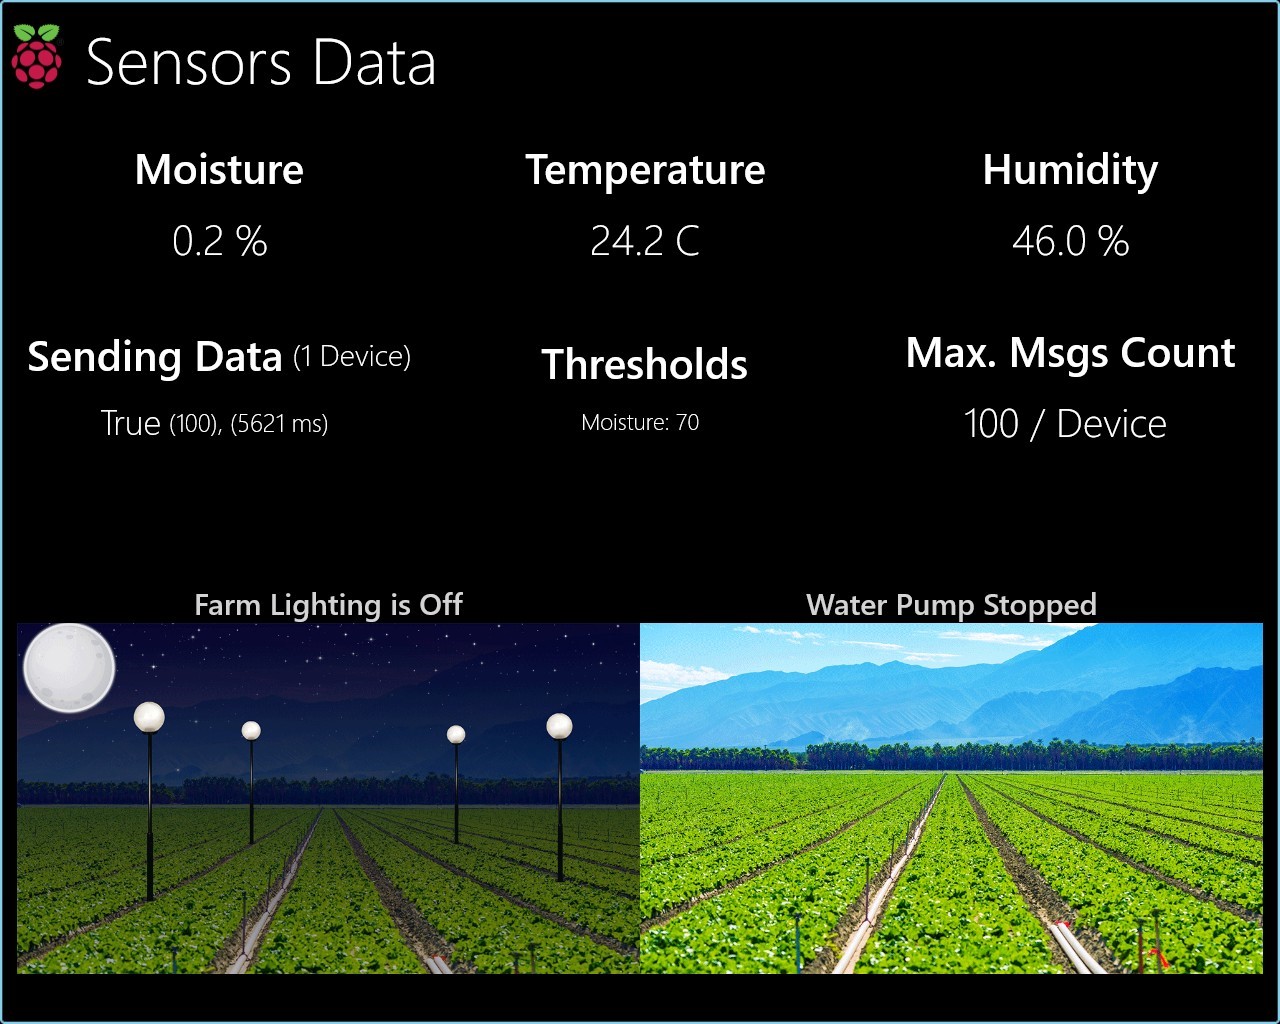 Sensors Data
Moisture
Temperature
Humidity
0.2 %
24.2 C
46.0 %
Sending Data (1 Device)
Thresholds
Max. Msgs Count
True (100), (5621 ms)
Moisture: 70
100 / Device
Farm Lighting is Off
Water Pump Stopped